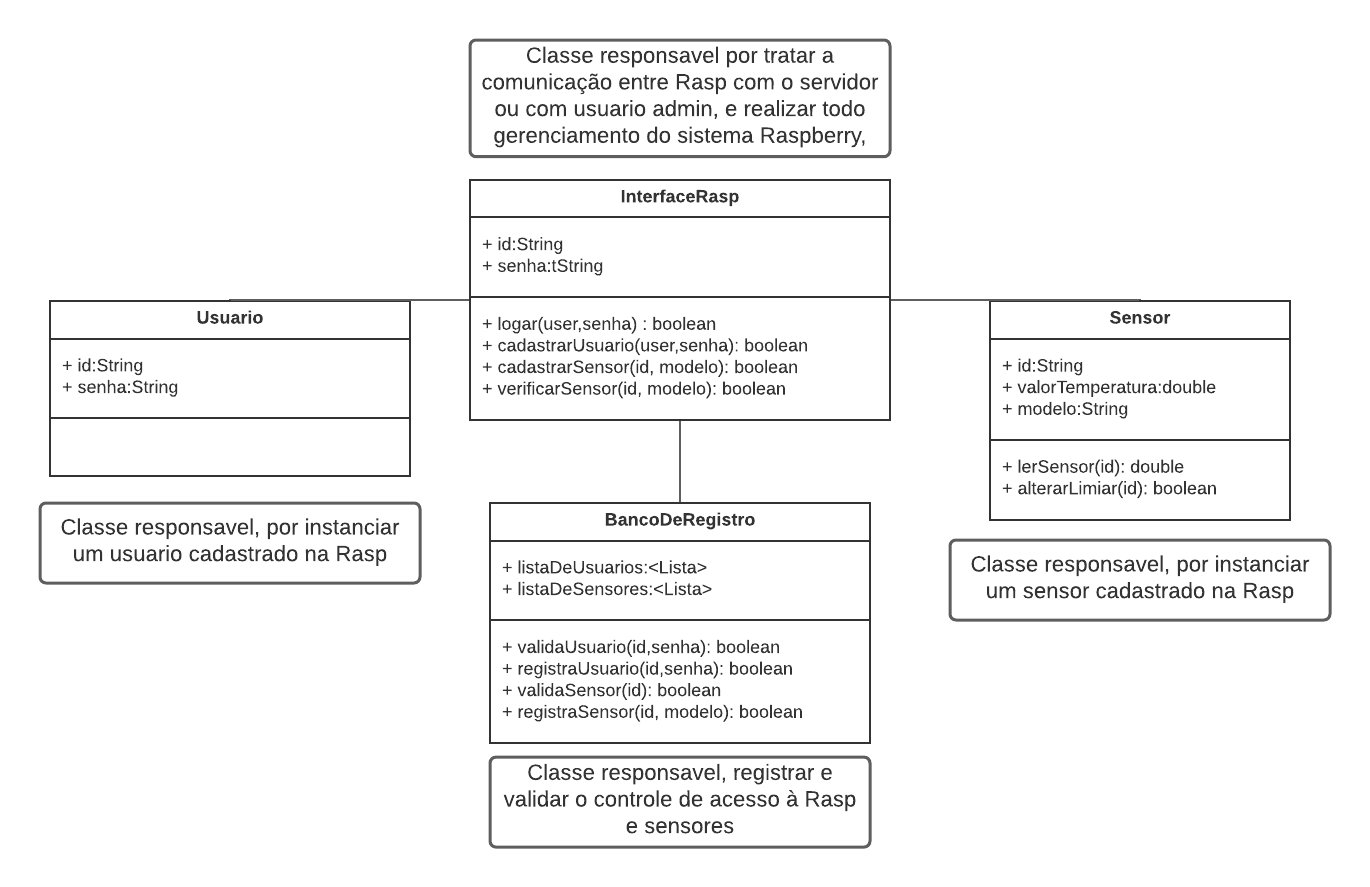 Classe responsavel por tratar a
comunicação entre Rasp com o servidor
ou com usuario admin, e realizar todo
gerenciamento do sistema Raspberry,
InterfaceRasp
+ id:String
+ senha:tString
+ logar(user,senha) : boolean
+ cadastrarUsuario(user,senha): boolean
+ cadastrarSensor(id, modelo): boolean
+ verificarSensor(id, modelo): boolean
Usuario
+ id:String
+ senha:String
Classe responsavel, por instanciar
um usuario cadastrado na Rasp
Sensor
+ id:String
+ valorTemperatura:double
+ modelo:String
+ lerSensor(id): double
+ alterarLimiar(id): boolean
Classe responsavel, por instanciar
um sensor cadastrado na Rasp
BancoDeRegistro
+ listaDeUsuarios:<Lista>
+ listaDeSensores:<Lista>
+ validaUsuario(id,senha): boolean
+ registraUsuario(id,senha): boolean
+ validaSensor(id): boolean
+ registraSensor(id, modelo): boolean
Classe responsavel, registrar e
validar o controle de acesso à Rasp
e sensores